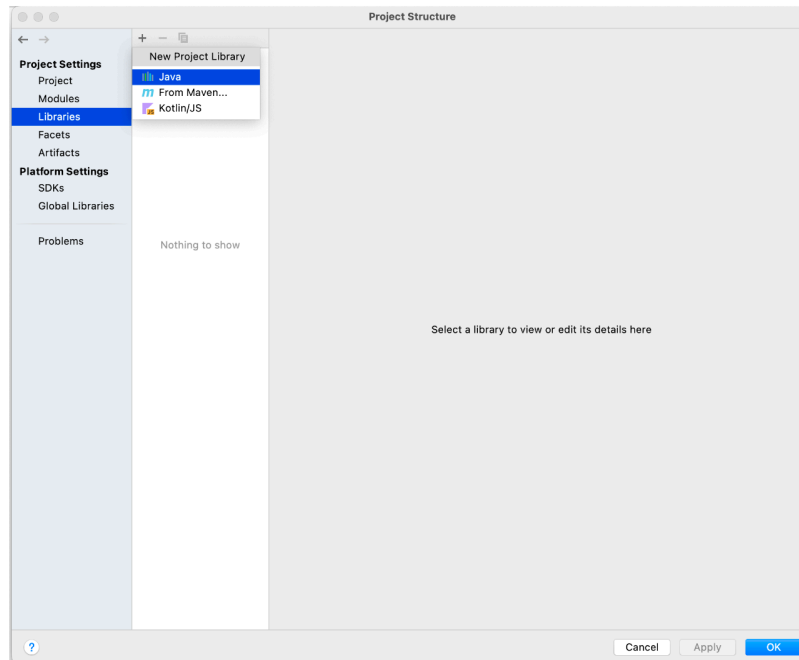 Project Structure
New Project Library
Java
From Maven...
Kotlin/JS
Project Settings
Project
Modules
Libraries
Facets
Artifacts
Platform Settings
SDKs
Global Libraries
Problems
Nothing to show
Select a library to view or edit its details here
?
Cancel
Apply
OK